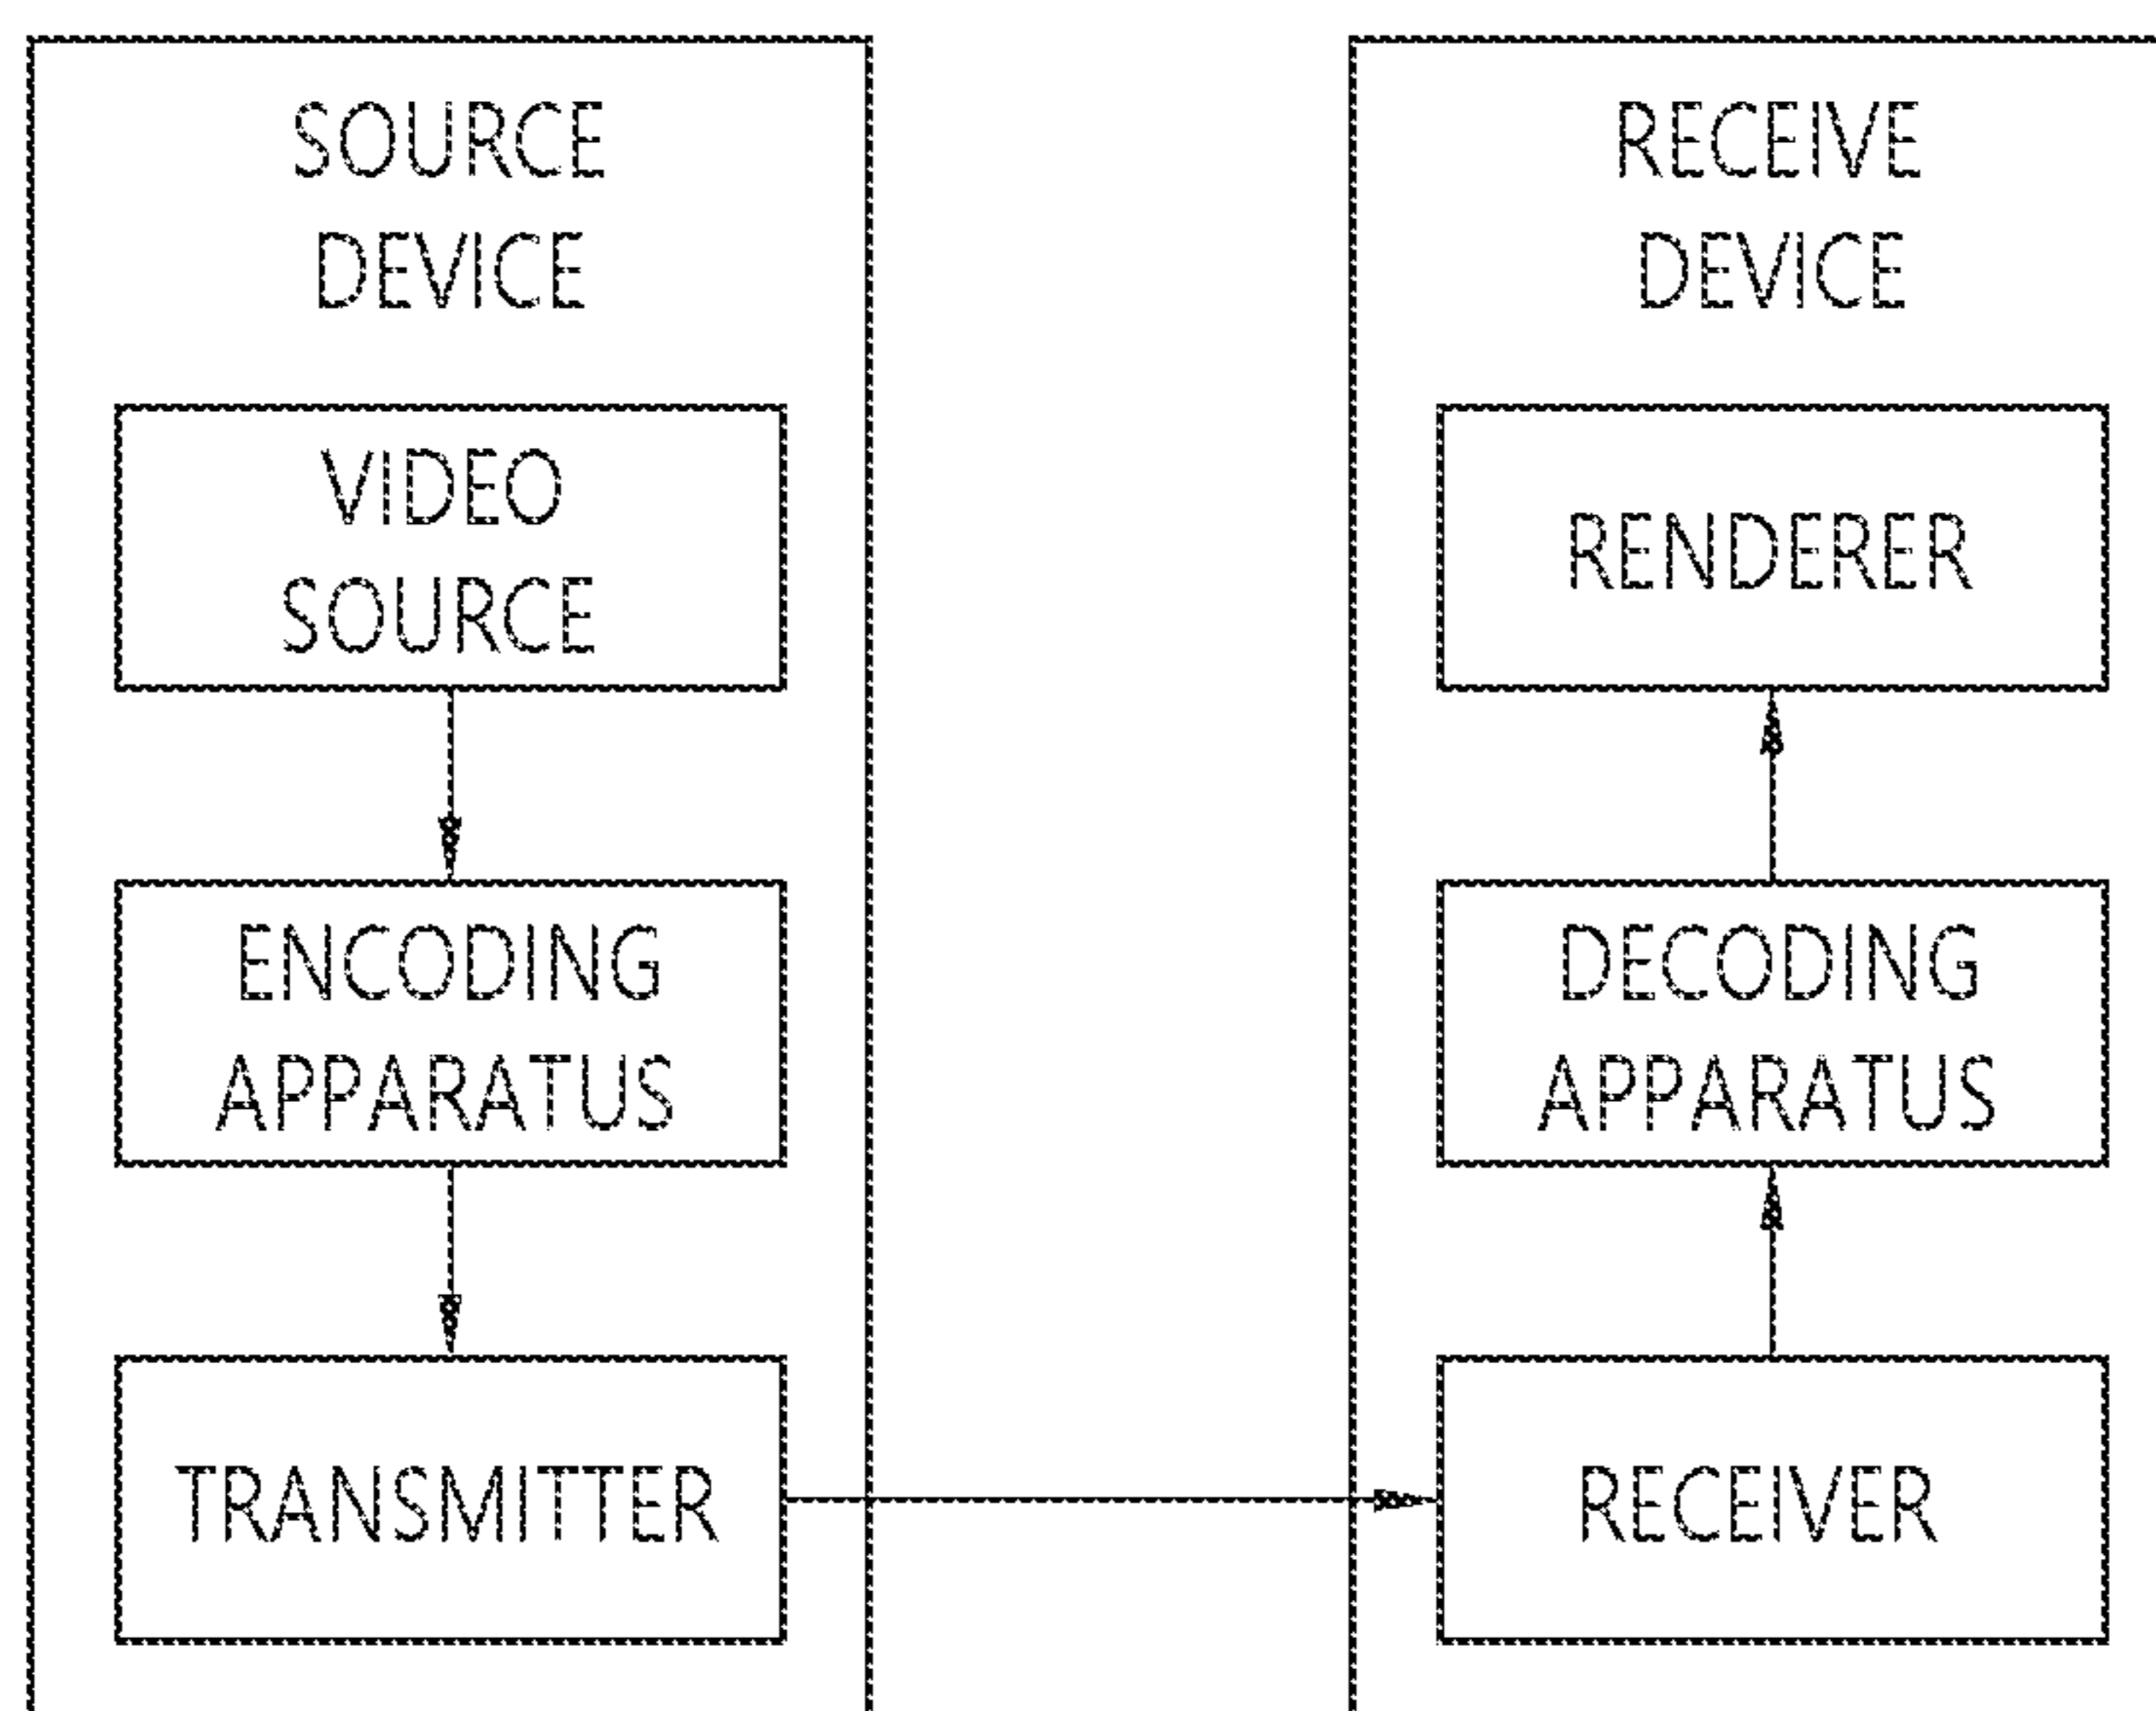 SOURCE
DEVICE
VIDEO
SOURCE
ENCODING
APPARATUS
TRANSMITTER
RECEIVE
DEVICE
RENDERER
DECODING
APPARATUS
RECEIVER